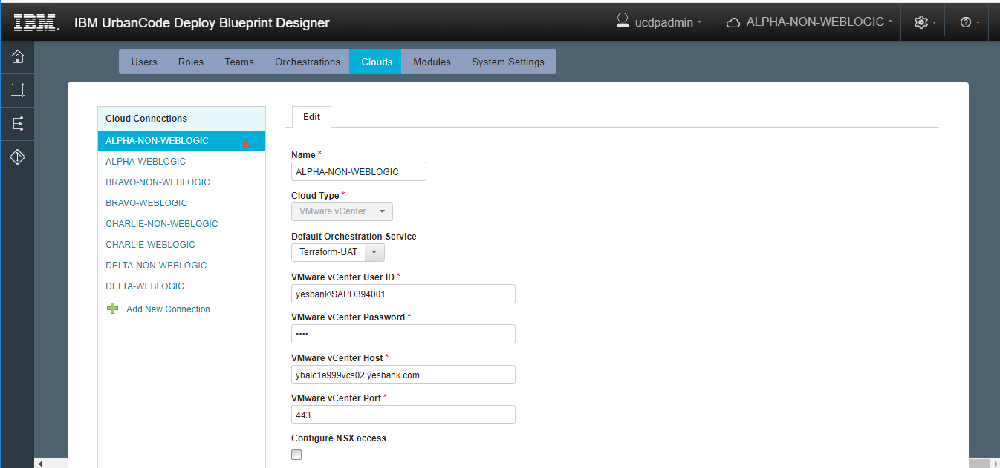 IBM. IBM UrbanCode Deploy Blueprint Designer ucdpadmin ALPHA-NON-WEBLOGIC
Users Roles Teams Orchestrations Clouds Modules System Settings
Cloud Connections
ALPHA-NON-WEBLOGIC
ALPHA-WEBLOGIC
BRAVO-NON-WEBLOGIC
BRAVO-WEBLOGIC
CHARLIE-NON-WEBLOGIC
CHARLIE-WEBLOGIC
DELTA-NON-WEBLOGIC
DELTA-WEBLOGIC
Add New Connection
Edit
Name *
ALPHA-NON-WEBLOGIC
Cloud Type *
VMware vCenter
Default Orchestration Service
Terraform-UAT
VMware vCenter User ID *
yesbank\SAPD394001
VMware vCenter Password *
••••
VMware vCenter Host *
ybalc1a999vcs02.yesbank.com
VMware vCenter Port *
443
Configure NSX access